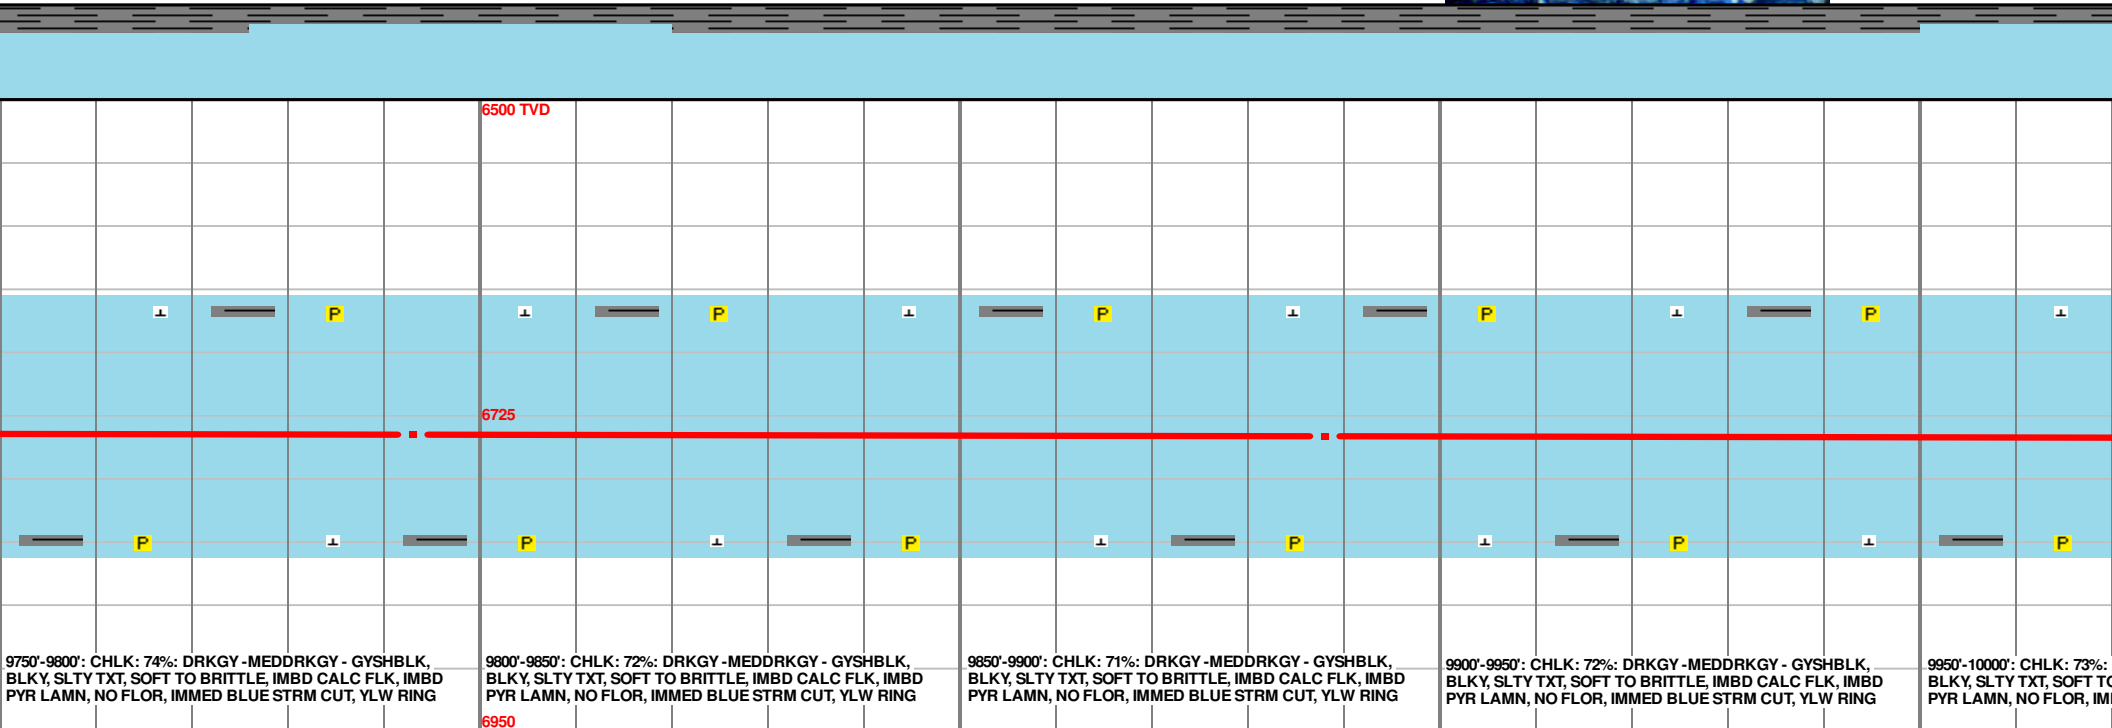 6500 TVD
P P P P P
6725
P P P P P P
9750'-9800': CHLK: 74%: DRKGY -MEDDRKGY - GYSHBLK,
BLKY, SLTY TXT, SOFT TO BRITTLE, IMBD CALC FLK, IMBD
PYR LAMN, NO FLOR, IMMED BLUE STRM CUT, YLW RING
9800'-9850': CHLK: 72%: DRKGY -MEDDRKGY - GYSHBLK,
BLKY, SLTY TXT, SOFT TO BRITTLE, IMBD CALC FLK, IMBD
PYR LAMN, NO FLOR, IMMED BLUE STRM CUT, YLW RING
9850'-9900': CHLK: 71%: DRKGY -MEDDRKGY - GYSHBLK,
BLKY, SLTY TXT, SOFT TO BRITTLE, IMBD CALC FLK, IMBD
PYR LAMN, NO FLOR, IMMED BLUE STRM CUT, YLW RING
9900'-9950': CHLK: 72%: DRKGY -MEDDRKGY - GYSHBLK,
BLKY, SLTY TXT, SOFT TO BRITTLE, IMBD CALC FLK, IMBD
PYR LAMN, NO FLOR, IMMED BLUE STRM CUT, YLW RING
9950'-10000': CHLK: 73%:
BLKY, SLTY TXT, SOFT TO
PYR LAMN, NO FLOR,
6950